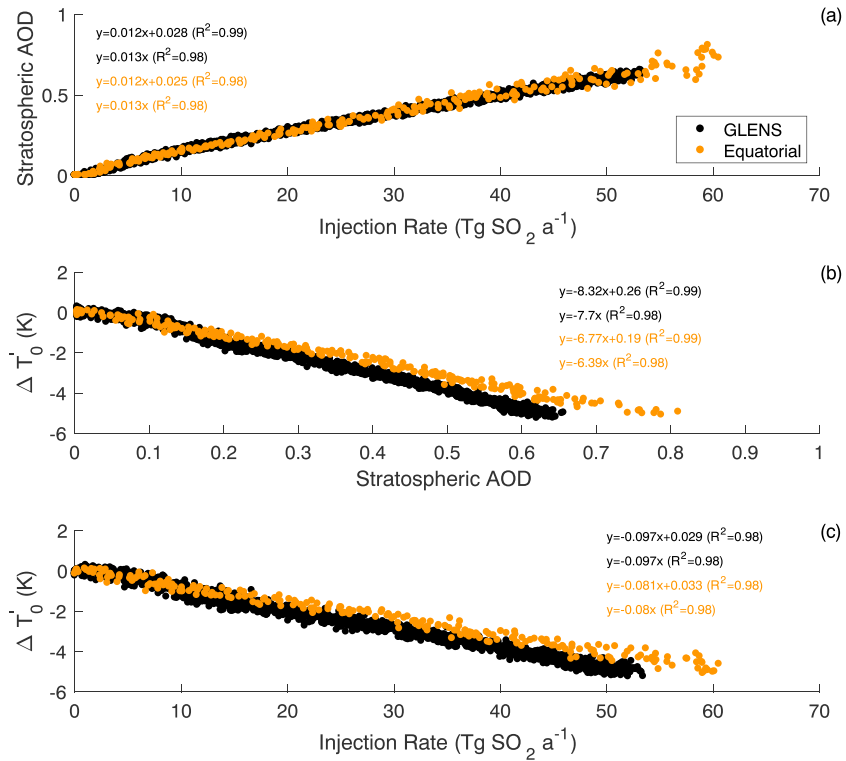 (a)
y=0.012x+0.028 (R²=0.99)
y=0.013x (R²=0.98)
y=0.012x+0.025 (R²=0.98)
y=0.013x (R²=0.98)
Stratospheric AOD
1
0.5
0
GLENS
Equatorial
0 10 20 30 40 50 60 70
Injection Rate (Tg SO₂ a⁻¹)
(b)
y=-8.32x+0.26 (R²=0.99)
y=-7.7x (R²=0.98)
y=-6.77x+0.19 (R²=0.99)
y=-6.39x (R²=0.98)
Δ T₀' (K)
2
0
-2
-4
-6
0 0.1 0.2 0.3 0.4 0.5 0.6 0.7 0.8 0.9 1
Stratospheric AOD
(c)
y=-0.097x+0.029 (R²=0.98)
y=-0.097x (R²=0.98)
y=-0.081x+0.033 (R²=0.98)
y=-0.08x (R²=0.98)
Δ T₀' (K)
2
0
-2
-4
-6
0 10 20 30 40 50 60 70
Injection Rate (Tg SO₂ a⁻¹)